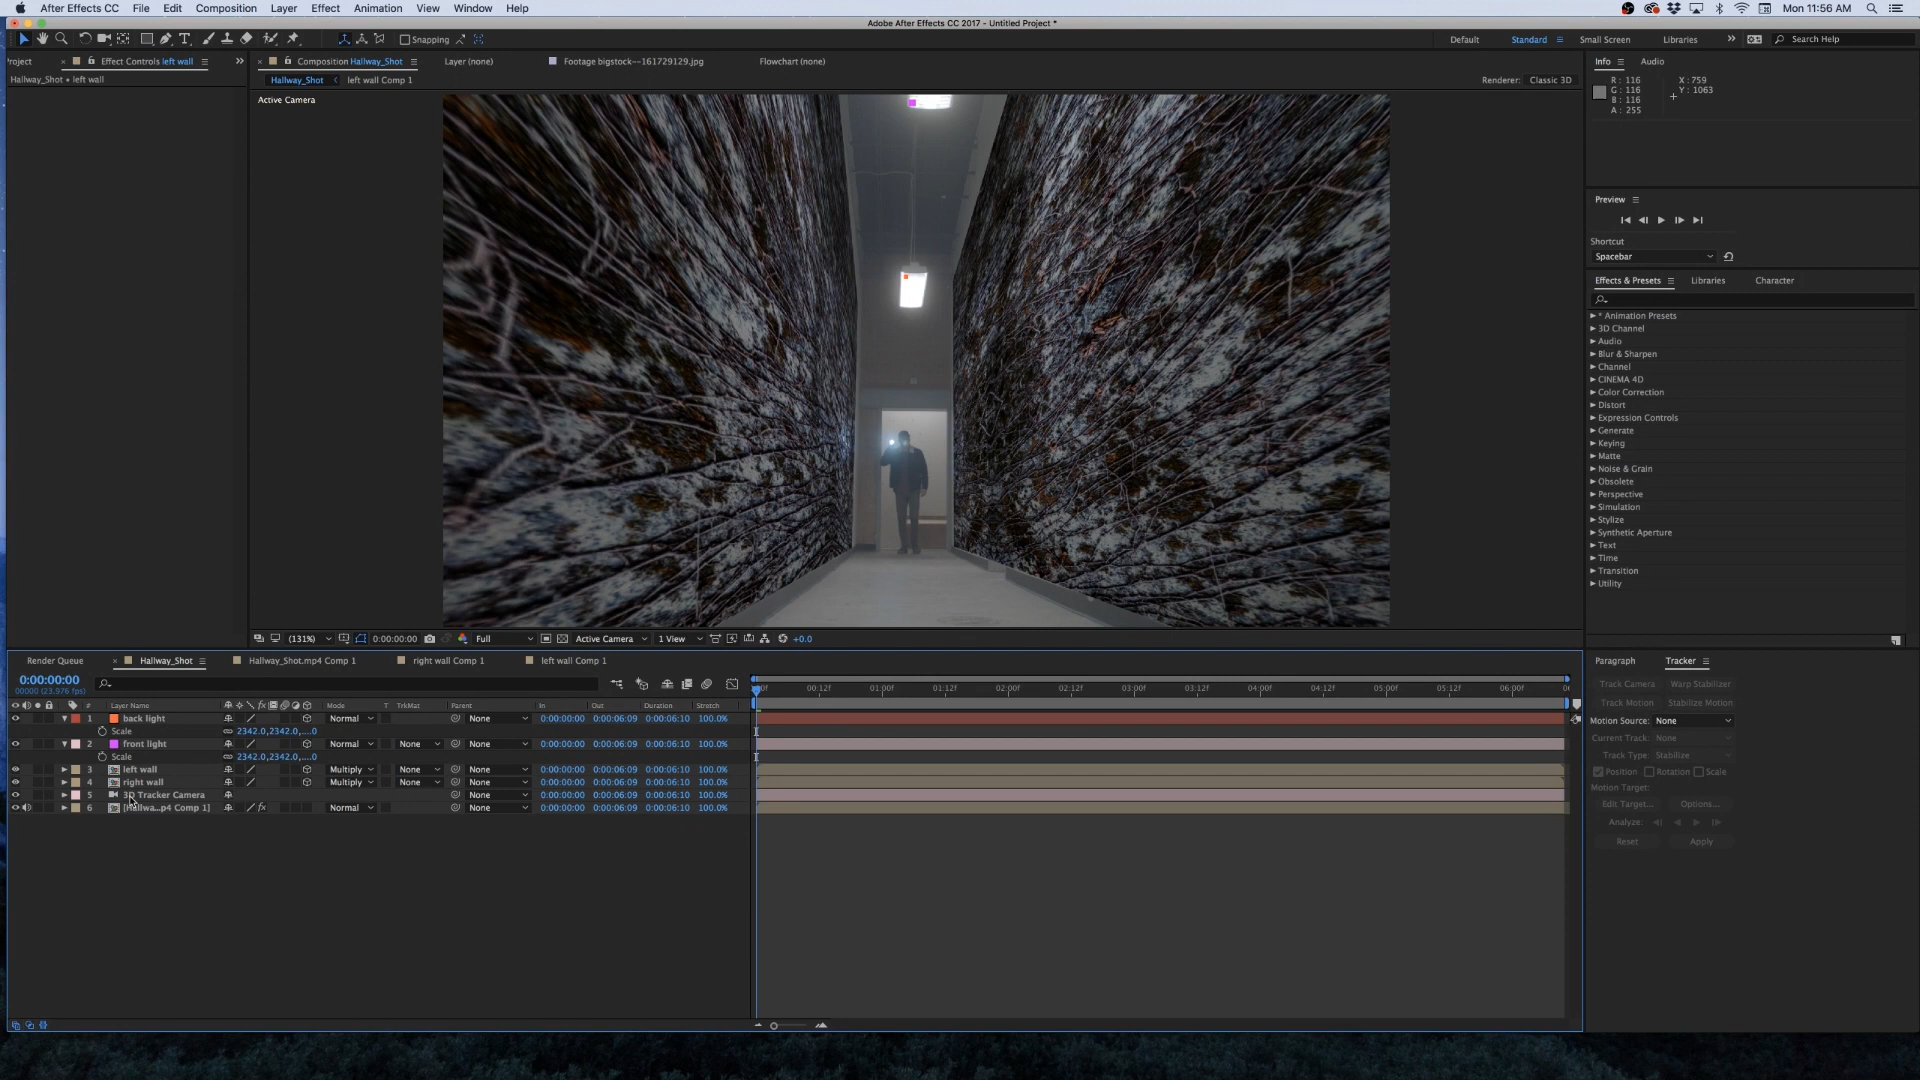 After Effects CC File Edit Composition Layer Effect Animation View Window Help Mon 11:56 AM
Adobe After Effects CC 2017 - Untitled Project *
Snapping Default Standard Small Screen Libraries Search Help
roject Effect Controls left wall Composition Hallway_Shot Layer (none) Footage bigstock--161729129.jpg Flowchart (none) Info Audio
Hallway_Shot • left wall Hallway_Shot left wall Comp 1 Renderer: Classic 3D
Active Camera
R: 116 X: 759
G: 116 Y: 1063
B: 116
A: 255
Preview
Shortcut
Spacebar
Effects & Presets Libraries Character
* Animation Presets
3D Channel
Audio
Blur & Sharpen
Channel
CINEMA 4D
Color Correction
Distort
Expression Controls
Generate
Keying
Matte
Noise & Grain
Obsolete
Perspective
Simulation
Stylize
Synthetic Aperture
Text
Time
Transition
Utility
(131%) 0:00:00:00 Full Active Camera 1 View +0.0
Render Queue Hallway_Shot Hallway_Shot.mp4 Comp 1 right wall Comp 1 left wall Comp 1
0:00:00:00
00000 (23.976 fps)
00:12f 01:00f 01:12f 02:00f 02:12f 03:00f 03:12f 04:00f 04:12f 05:00f 05:12f 06:00f
# Layer Name Mode T TrkMat Parent In Out Duration Stretch
1 back light Normal None 0:00:00:00 0:00:06:09 0:00:06:10 100.0%
Scale 2342.0,2342.0,....0
2 front light Normal None None 0:00:00:00 0:00:06:09 0:00:06:10 100.0%
Scale 2342.0,2342.0,....0
3 left wall Multiply None None 0:00:00:00 0:00:06:09 0:00:06:10 100.0%
4 right wall Multiply None None 0:00:00:00 0:00:06:09 0:00:06:10 100.0%
5 3D Tracker Camera None 0:00:00:00 0:00:06:09 0:00:06:10 100.0%
6 [Hallwa...p4 Comp 1] fx Normal None None 0:00:00:00 0:00:06:09 0:00:06:10 100.0%
Paragraph Tracker
Track Camera Warp Stabilizer
Track Motion Stabilize Motion
Motion Source: None
Current Track: None
Track Type: Stabilize
Position Rotation Scale
Motion Target:
Edit Target... Options...
Analyze:
Reset Apply